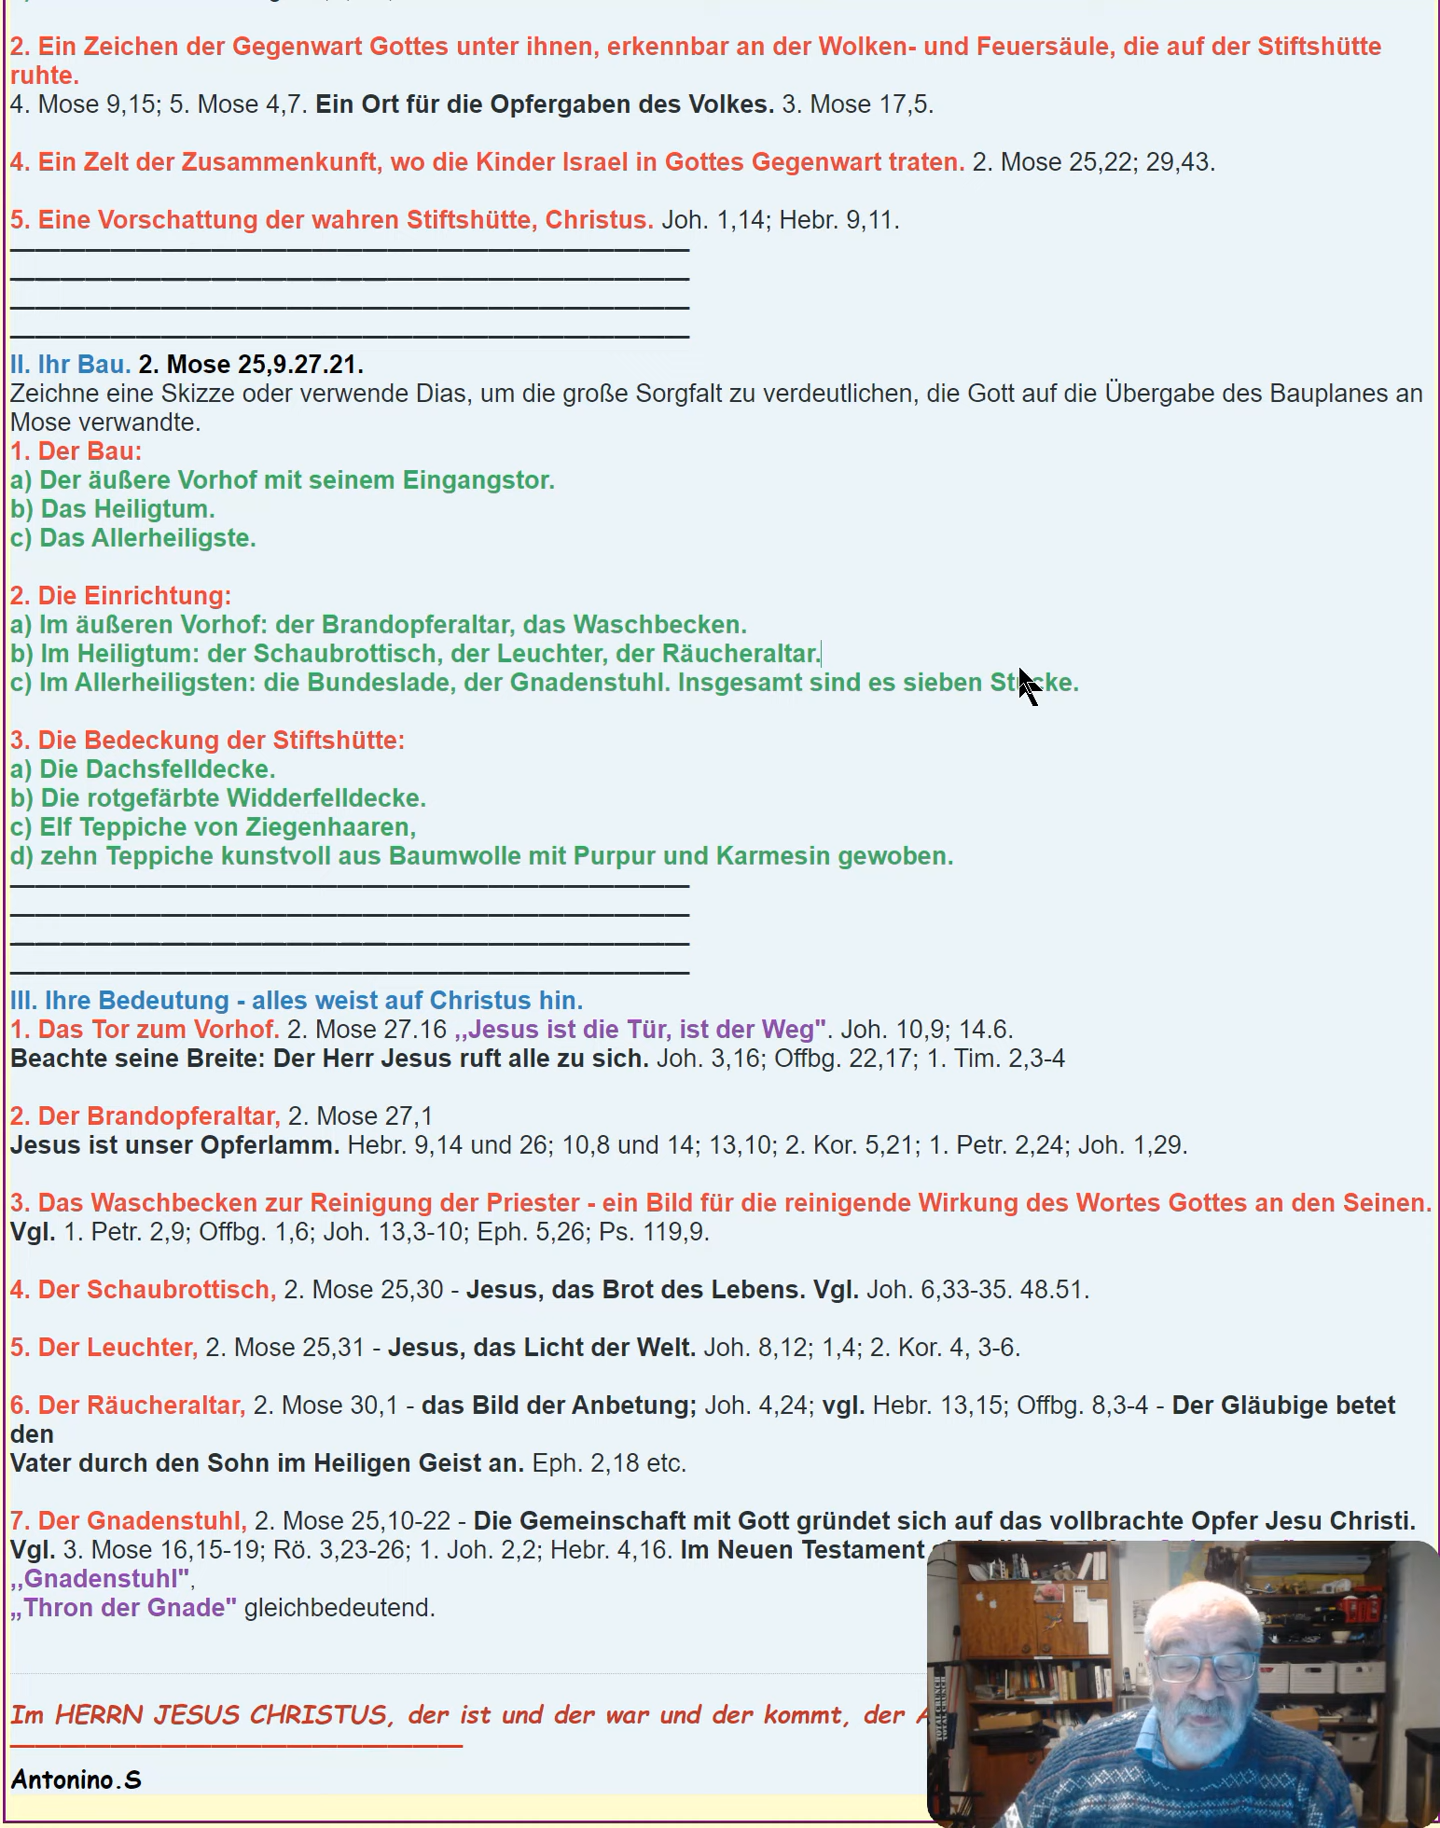 2. Ein Zeichen der Gegenwart Gottes unter ihnen, erkennbar an der Wolken- und Feuersäule, die auf der Stiftshütte
ruhte.
4. Mose 9,15; 5. Mose 4,7. Ein Ort für die Opfergaben des Volkes. 3. Mose 17,5.
4. Ein Zelt der Zusammenkunft, wo die Kinder Israel in Gottes Gegenwart traten. 2. Mose 25,22; 29,43.
5. Eine Vorschattung der wahren Stiftshütte, Christus. Joh. 1,14; Hebr. 9,11.
II. Ihr Bau. 2. Mose 25,9.27.21.
Zeichne eine Skizze oder verwende Dias, um die große Sorgfalt zu verdeutlichen, die Gott auf die Übergabe des Bauplanes an
Mose verwandte.
1. Der Bau:
a) Der äußere Vorhof mit seinem Eingangstor.
b) Das Heiligtum.
c) Das Allerheiligste.
2. Die Einrichtung:
a) Im äußeren Vorhof: der Brandopferaltar, das Waschbecken.
b) Im Heiligtum: der Schaubrottisch, der Leuchter, der Räucheraltar.
c) Im Allerheiligsten: die Bundeslade, der Gnadenstuhl. Insgesamt sind es sieben Stücke.
3. Die Bedeckung der Stiftshütte:
a) Die Dachsfelldecke.
b) Die rotgefärbte Widderfelldecke.
c) Elf Teppiche von Ziegenhaaren,
d) zehn Teppiche kunstvoll aus Baumwolle mit Purpur und Karmesin gewoben.
III. Ihre Bedeutung - alles weist auf Christus hin.
1. Das Tor zum Vorhof. 2. Mose 27.16 ,,Jesus ist die Tür, ist der Weg". Joh. 10,9; 14.6.
Beachte seine Breite: Der Herr Jesus ruft alle zu sich. Joh. 3,16; Offbg. 22,17; 1. Tim. 2,3-4
2. Der Brandopferaltar, 2. Mose 27,1
Jesus ist unser Opferlamm. Hebr. 9,14 und 26; 10,8 und 14; 13,10; 2. Kor. 5,21; 1. Petr. 2,24; Joh. 1,29.
3. Das Waschbecken zur Reinigung der Priester - ein Bild für die reinigende Wirkung des Wortes Gottes an den Seinen.
Vgl. 1. Petr. 2,9; Offbg. 1,6; Joh. 13,3-10; Eph. 5,26; Ps. 119,9.
4. Der Schaubrottisch, 2. Mose 25,30 - Jesus, das Brot des Lebens. Vgl. Joh. 6,33-35. 48.51.
5. Der Leuchter, 2. Mose 25,31 - Jesus, das Licht der Welt. Joh. 8,12; 1,4; 2. Kor. 4, 3-6.
6. Der Räucheraltar, 2. Mose 30,1 - das Bild der Anbetung; Joh. 4,24; vgl. Hebr. 13,15; Offbg. 8,3-4 - Der Gläubige betet
den
Vater durch den Sohn im Heiligen Geist an. Eph. 2,18 etc.
7. Der Gnadenstuhl, 2. Mose 25,10-22 - Die Gemeinschaft mit Gott gründet sich auf das vollbrachte Opfer Jesu Christi.
Vgl. 3. Mose 16,15-19; Rö. 3,23-26; 1. Joh. 2,2; Hebr. 4,16. Im Neuen Testament
,,Gnadenstuhl",
„Thron der Gnade" gleichbedeutend.
Im HERRN JESUS CHRISTUS, der ist und der war und der kommt, der
Antonino.S